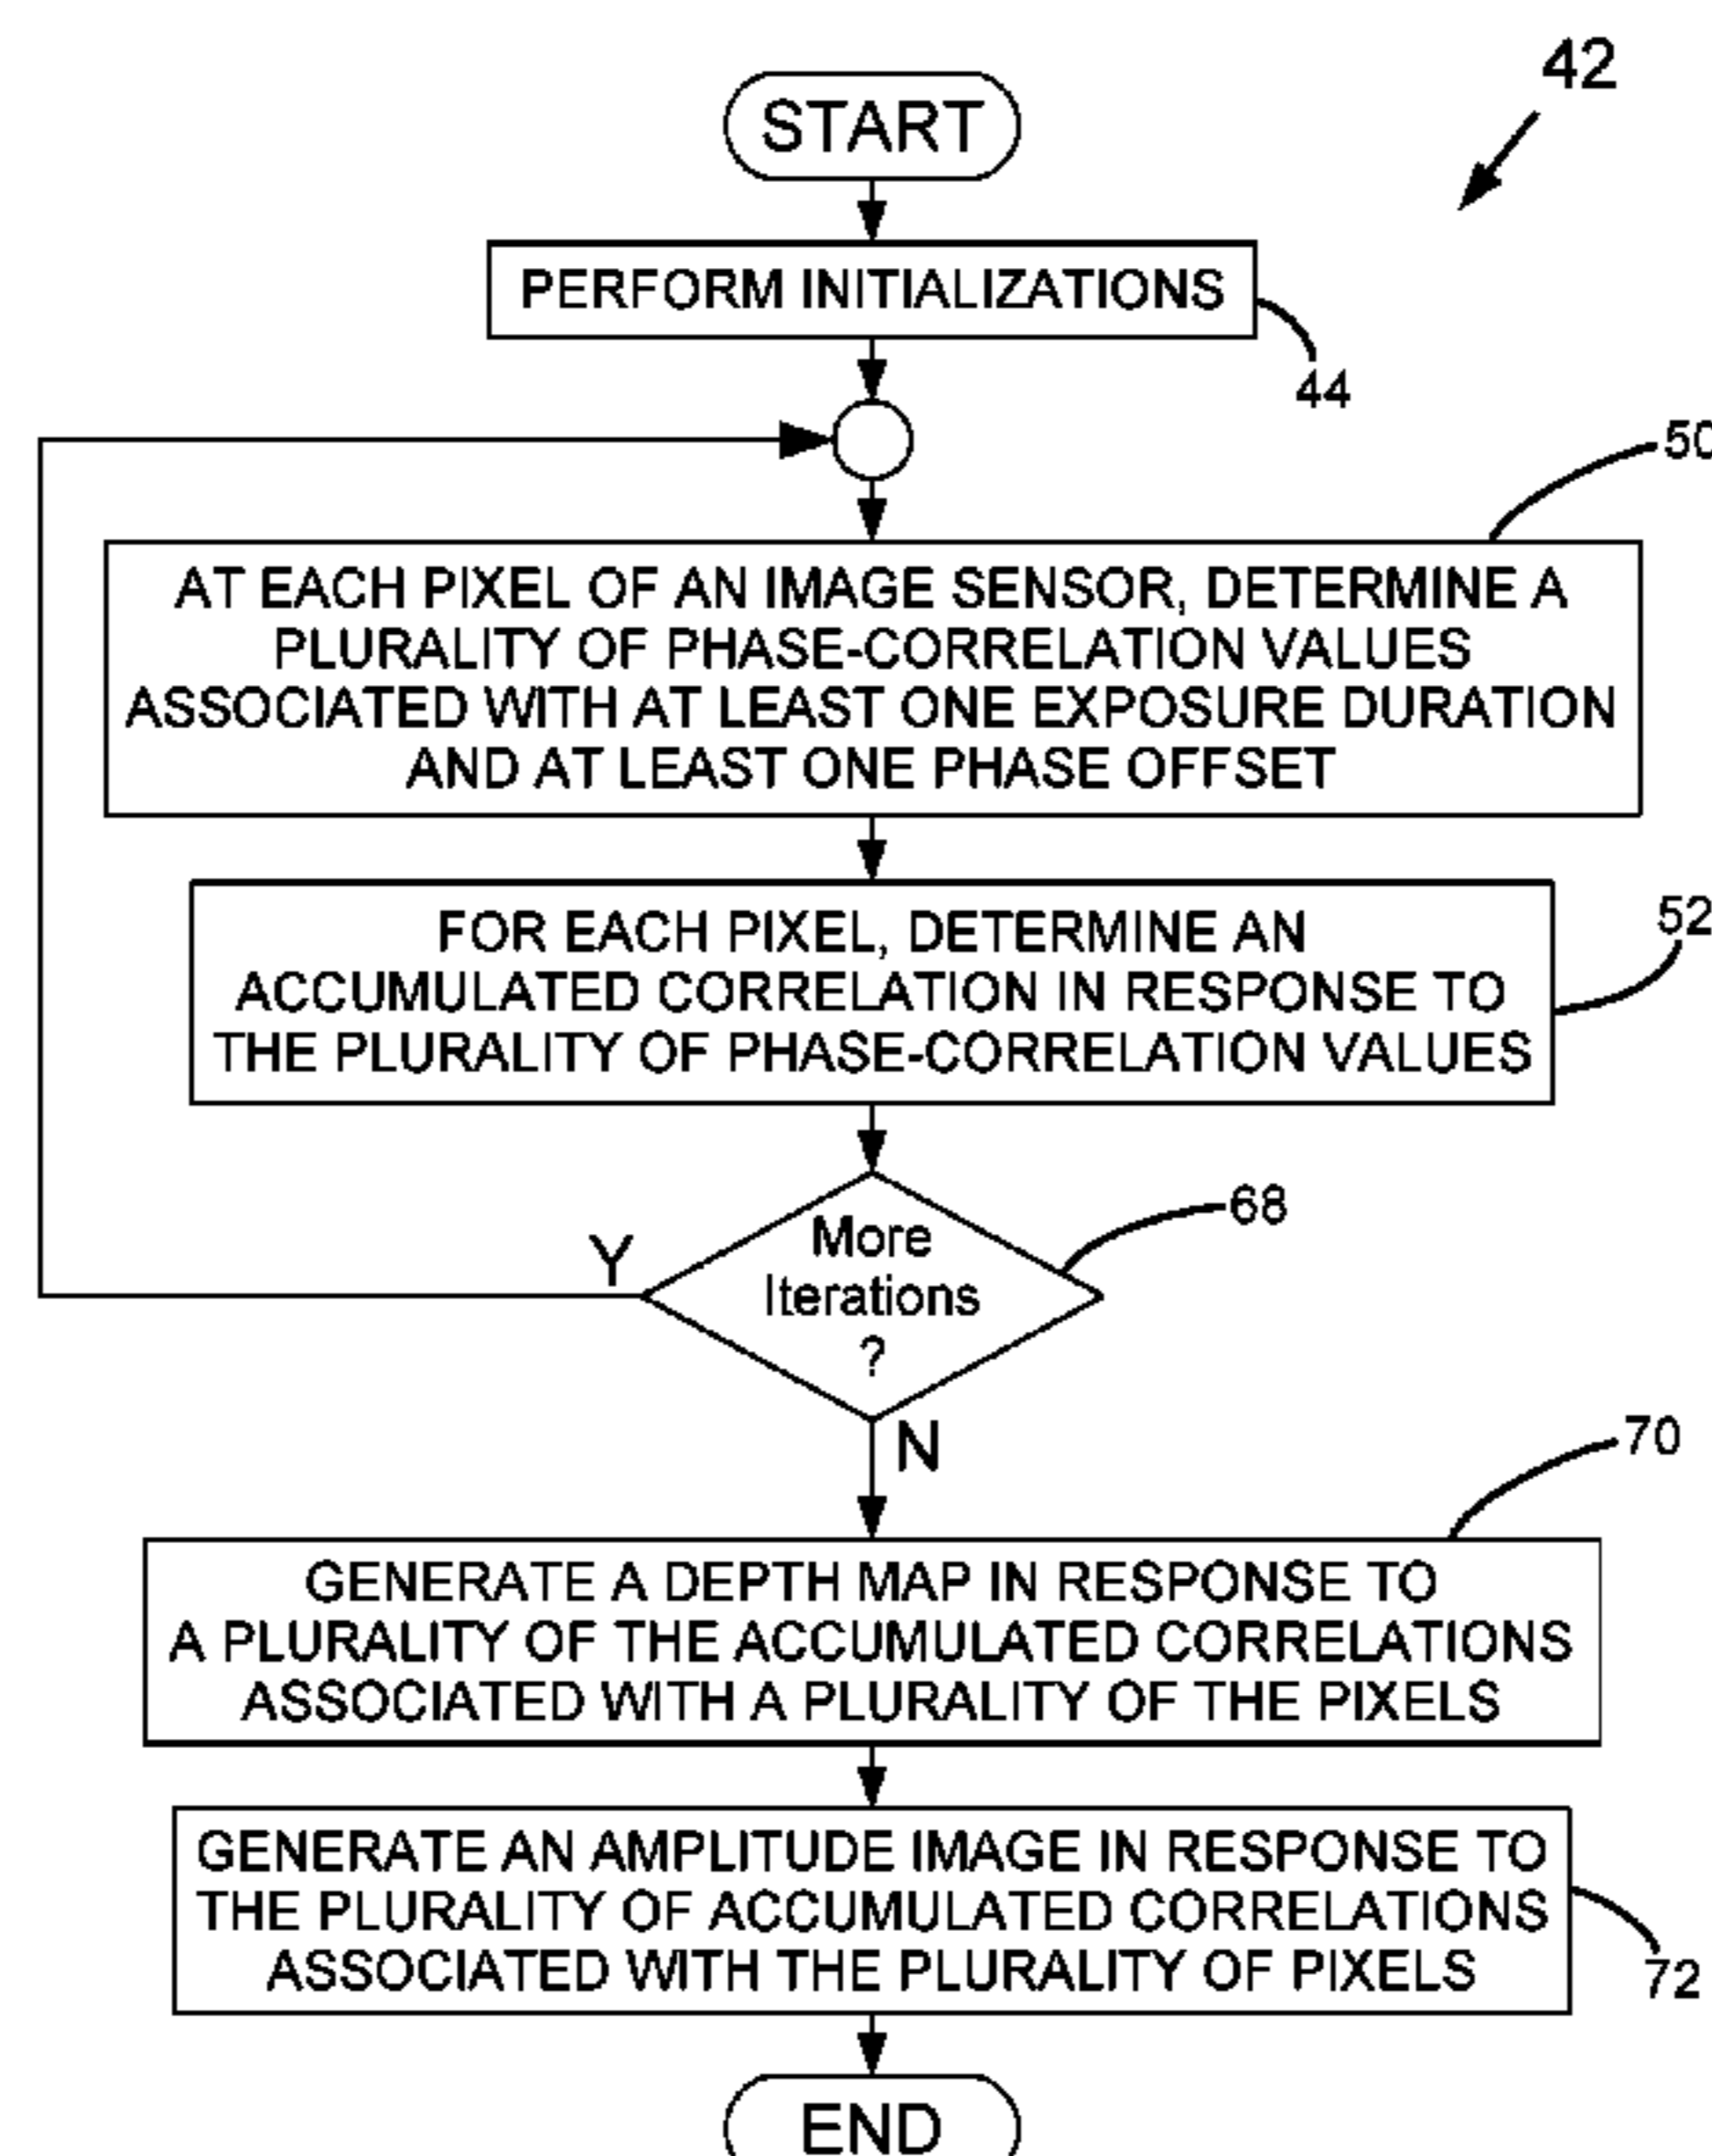 42
START
PERFORM INITIALIZATIONS
44
50
AT EACH PIXEL OF AN IMAGE SENSOR, DETERMINE A
PLURALITY OF PHASE-CORRELATION VALUES
ASSOCIATED WITH AT LEAST ONE EXPOSURE DURATION
AND AT LEAST ONE PHASE OFFSET
52
FOR EACH PIXEL, DETERMINE AN
ACCUMULATED CORRELATION IN RESPONSE TO
THE PLURALITY OF PHASE-CORRELATION VALUES
68
Y
More
Iterations
?
N
70
GENERATE A DEPTH MAP IN RESPONSE TO
A PLURALITY OF THE ACCUMULATED CORRELATIONS
ASSOCIATED WITH A PLURALITY OF THE PIXELS
GENERATE AN AMPLITUDE IMAGE IN RESPONSE TO
THE PLURALITY OF ACCUMULATED CORRELATIONS
ASSOCIATED WITH THE PLURALITY OF PIXELS
72
END